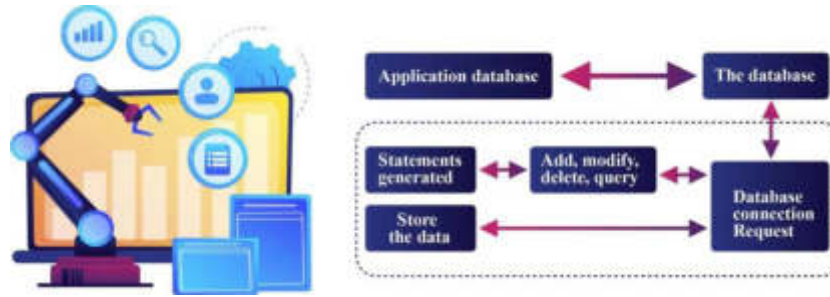 Application database
The database
Statements
generated
Add, modify,
delete, query
Database
connection
Request
Store
the data